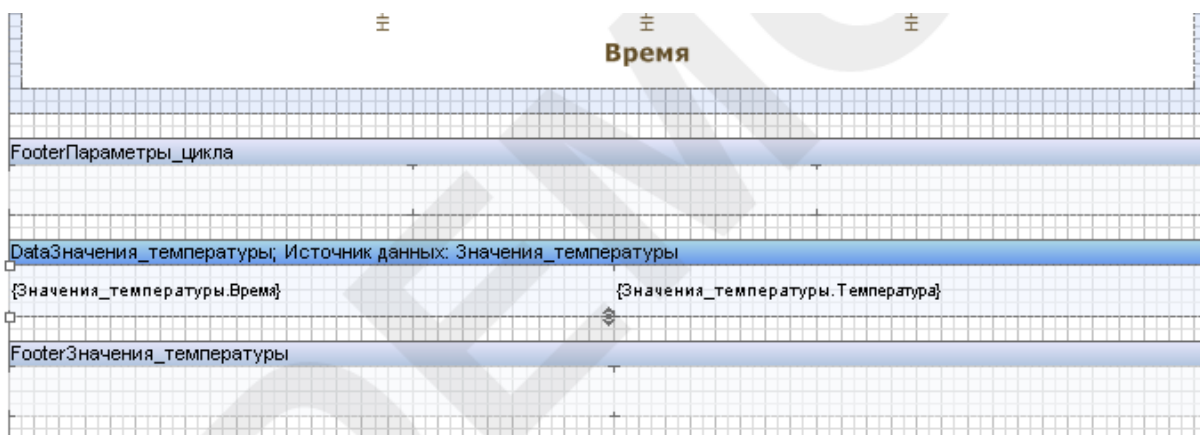 н н н
Время
FooterПараметры_цикла
DataЗначения_температуры; Источник данных: Значения_температуры
{Значения_температуры.Время} {Значения_температуры.Температура}
FooterЗначения_температуры